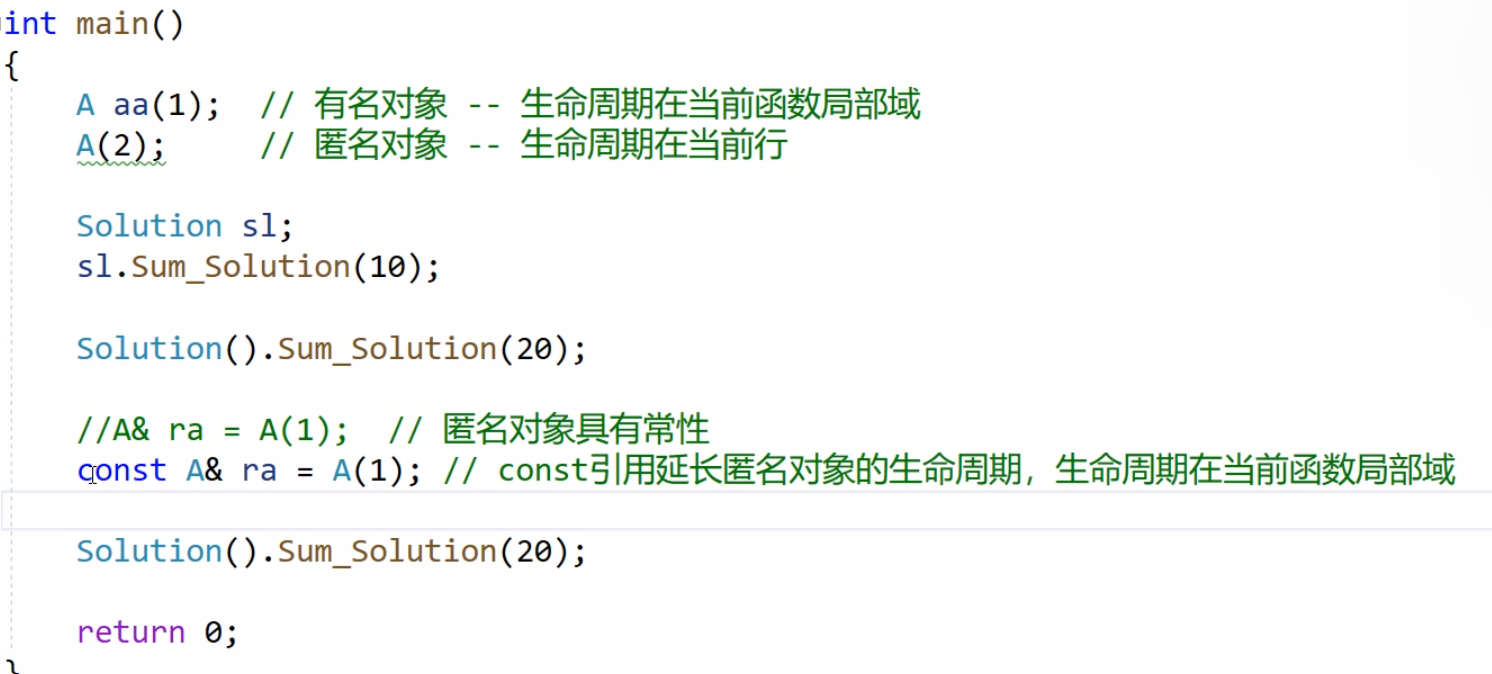 int main()
{
A aa(1); // 有名对象 -- 生命周期在当前函数局部域
A(2); // 匿名对象 -- 生命周期在当前行
Solution sl;
sl.Sum_Solution(10);
Solution().Sum_Solution(20);
//A& ra = A(1); // 匿名对象具有常性
const A& ra = A(1); // const引用延长匿名对象的生命周期，生命周期在当前函数局部域
Solution().Sum_Solution(20);
return 0;
}